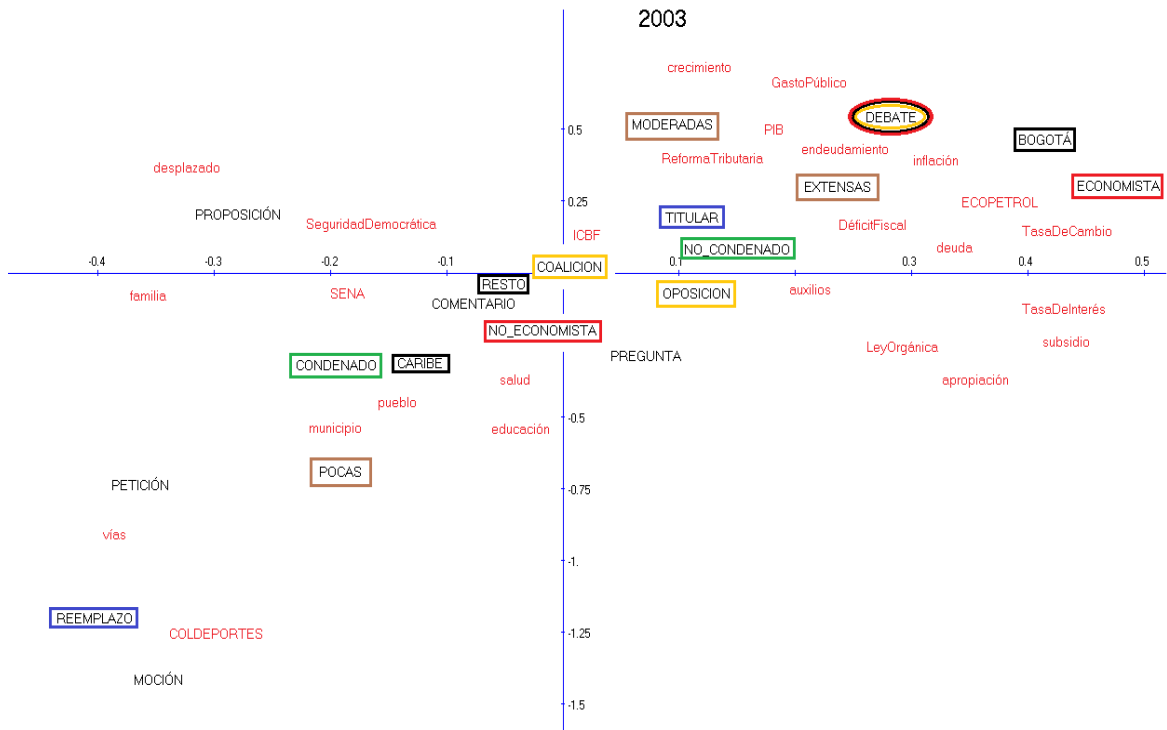 2003
crecimiento
GastoPúblico
DEBATE
MODERADAS
0.5
PIB
BOGOTÁ
endeudamiento
ReformaTributaria
inflación
desplazado
EXTENSAS
ECONOMISTA
0.25
ECOPETROL
PROPOSICIÓN
TITULAR
SeguridadDemocrática
DéficitFiscal
TasaDeCambio
ICBF
NO_CONDENADO
deuda
-0.4 -0.3 -0.2 -0.1 0.1 0.2 0.3 0.4 0.5
COALICION
RESTO
familia
SENA
OPOSICION
auxilios
COMENTARIO
TasaDeInterés
NO_ECONOMISTA
subsidio
LeyOrgánica
PREGUNTA
CONDENADO
CARIBE
salud
apropiación
pueblo
-0.5
municipio
educación
POCAS
PETICIÓN
-0.75
vías
-1.
REEMPLAZO
COLDEPORTES
-1.25
MOCIÓN
-1.5